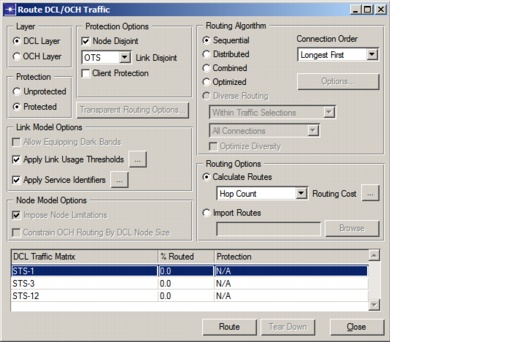 Route DCL/OCH Traffic
Layer
DCL Layer
OCH Layer
Protection
Unprotected
Protected
Protection Options
Node Disjoint
OTS
Link Disjoint
Client Protection
Transparent Routing Options...
Link Model Options
Allow Equipping Dark Bands
Apply Link Usage Thresholds ...
Apply Service Identifiers ...
Node Model Options
Impose Node Limitations
Constrain OCH Routing By DCL Node Size
Routing Algorithm
Sequential
Distributed
Combined
Optimized
Connection Order
Longest First
Options...
Diverse Routing
Within Traffic Selections
All Connections
Optimize Diversity
Routing Options
Calculate Routes
Hop Count Routing Cost ...
Import Routes
Browse
DCL Traffic Matrix % Routed Protection
STS-1 0.0 N/A
STS-3 0.0 N/A
STS-12 0.0 N/A
Route Tear Down Close